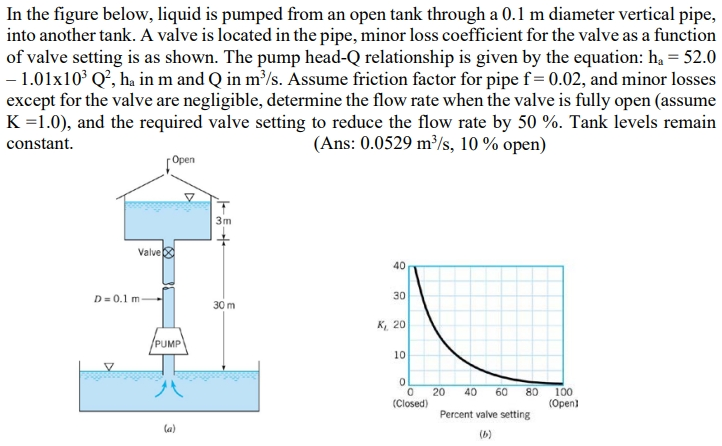 In the figure below, liquid is pumped from an open tank through a 0.1 m diameter vertical pipe,
into another tank. A valve is located in the pipe, minor loss coefficient for the valve as a function
of valve setting is as shown. The pump head-Q relationship is given by the equation: hₐ = 52.0
– 1.01x10³ Q², hₐ in m and Q in m³/s. Assume friction factor for pipe f = 0.02, and minor losses
except for the valve are negligible, determine the flow rate when the valve is fully open (assume
K =1.0), and the required valve setting to reduce the flow rate by 50 %. Tank levels remain
constant. (Ans: 0.0529 m³/s, 10 % open)
Open
3 m
Valve
D = 0.1 m
30 m
PUMP
(a)
40
30
K_L 20
10
0
0 20 40 60 80 100
(Closed) (Open)
Percent valve setting
(b)